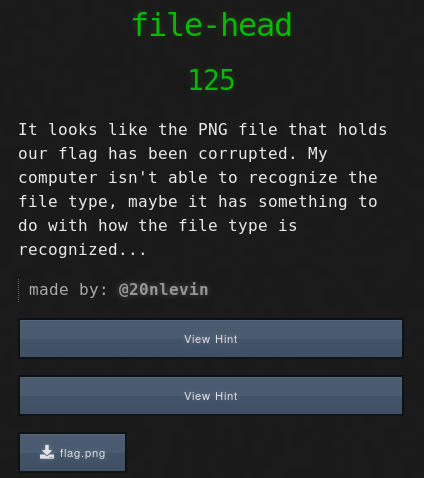 file-head
125
It looks like the PNG file that holds
our flag has been corrupted. My
computer isn't able to recognize the
file type, maybe it has something to
do with how the file type is
recognized...
made by: @20nlevin
View Hint
View Hint
flag.png